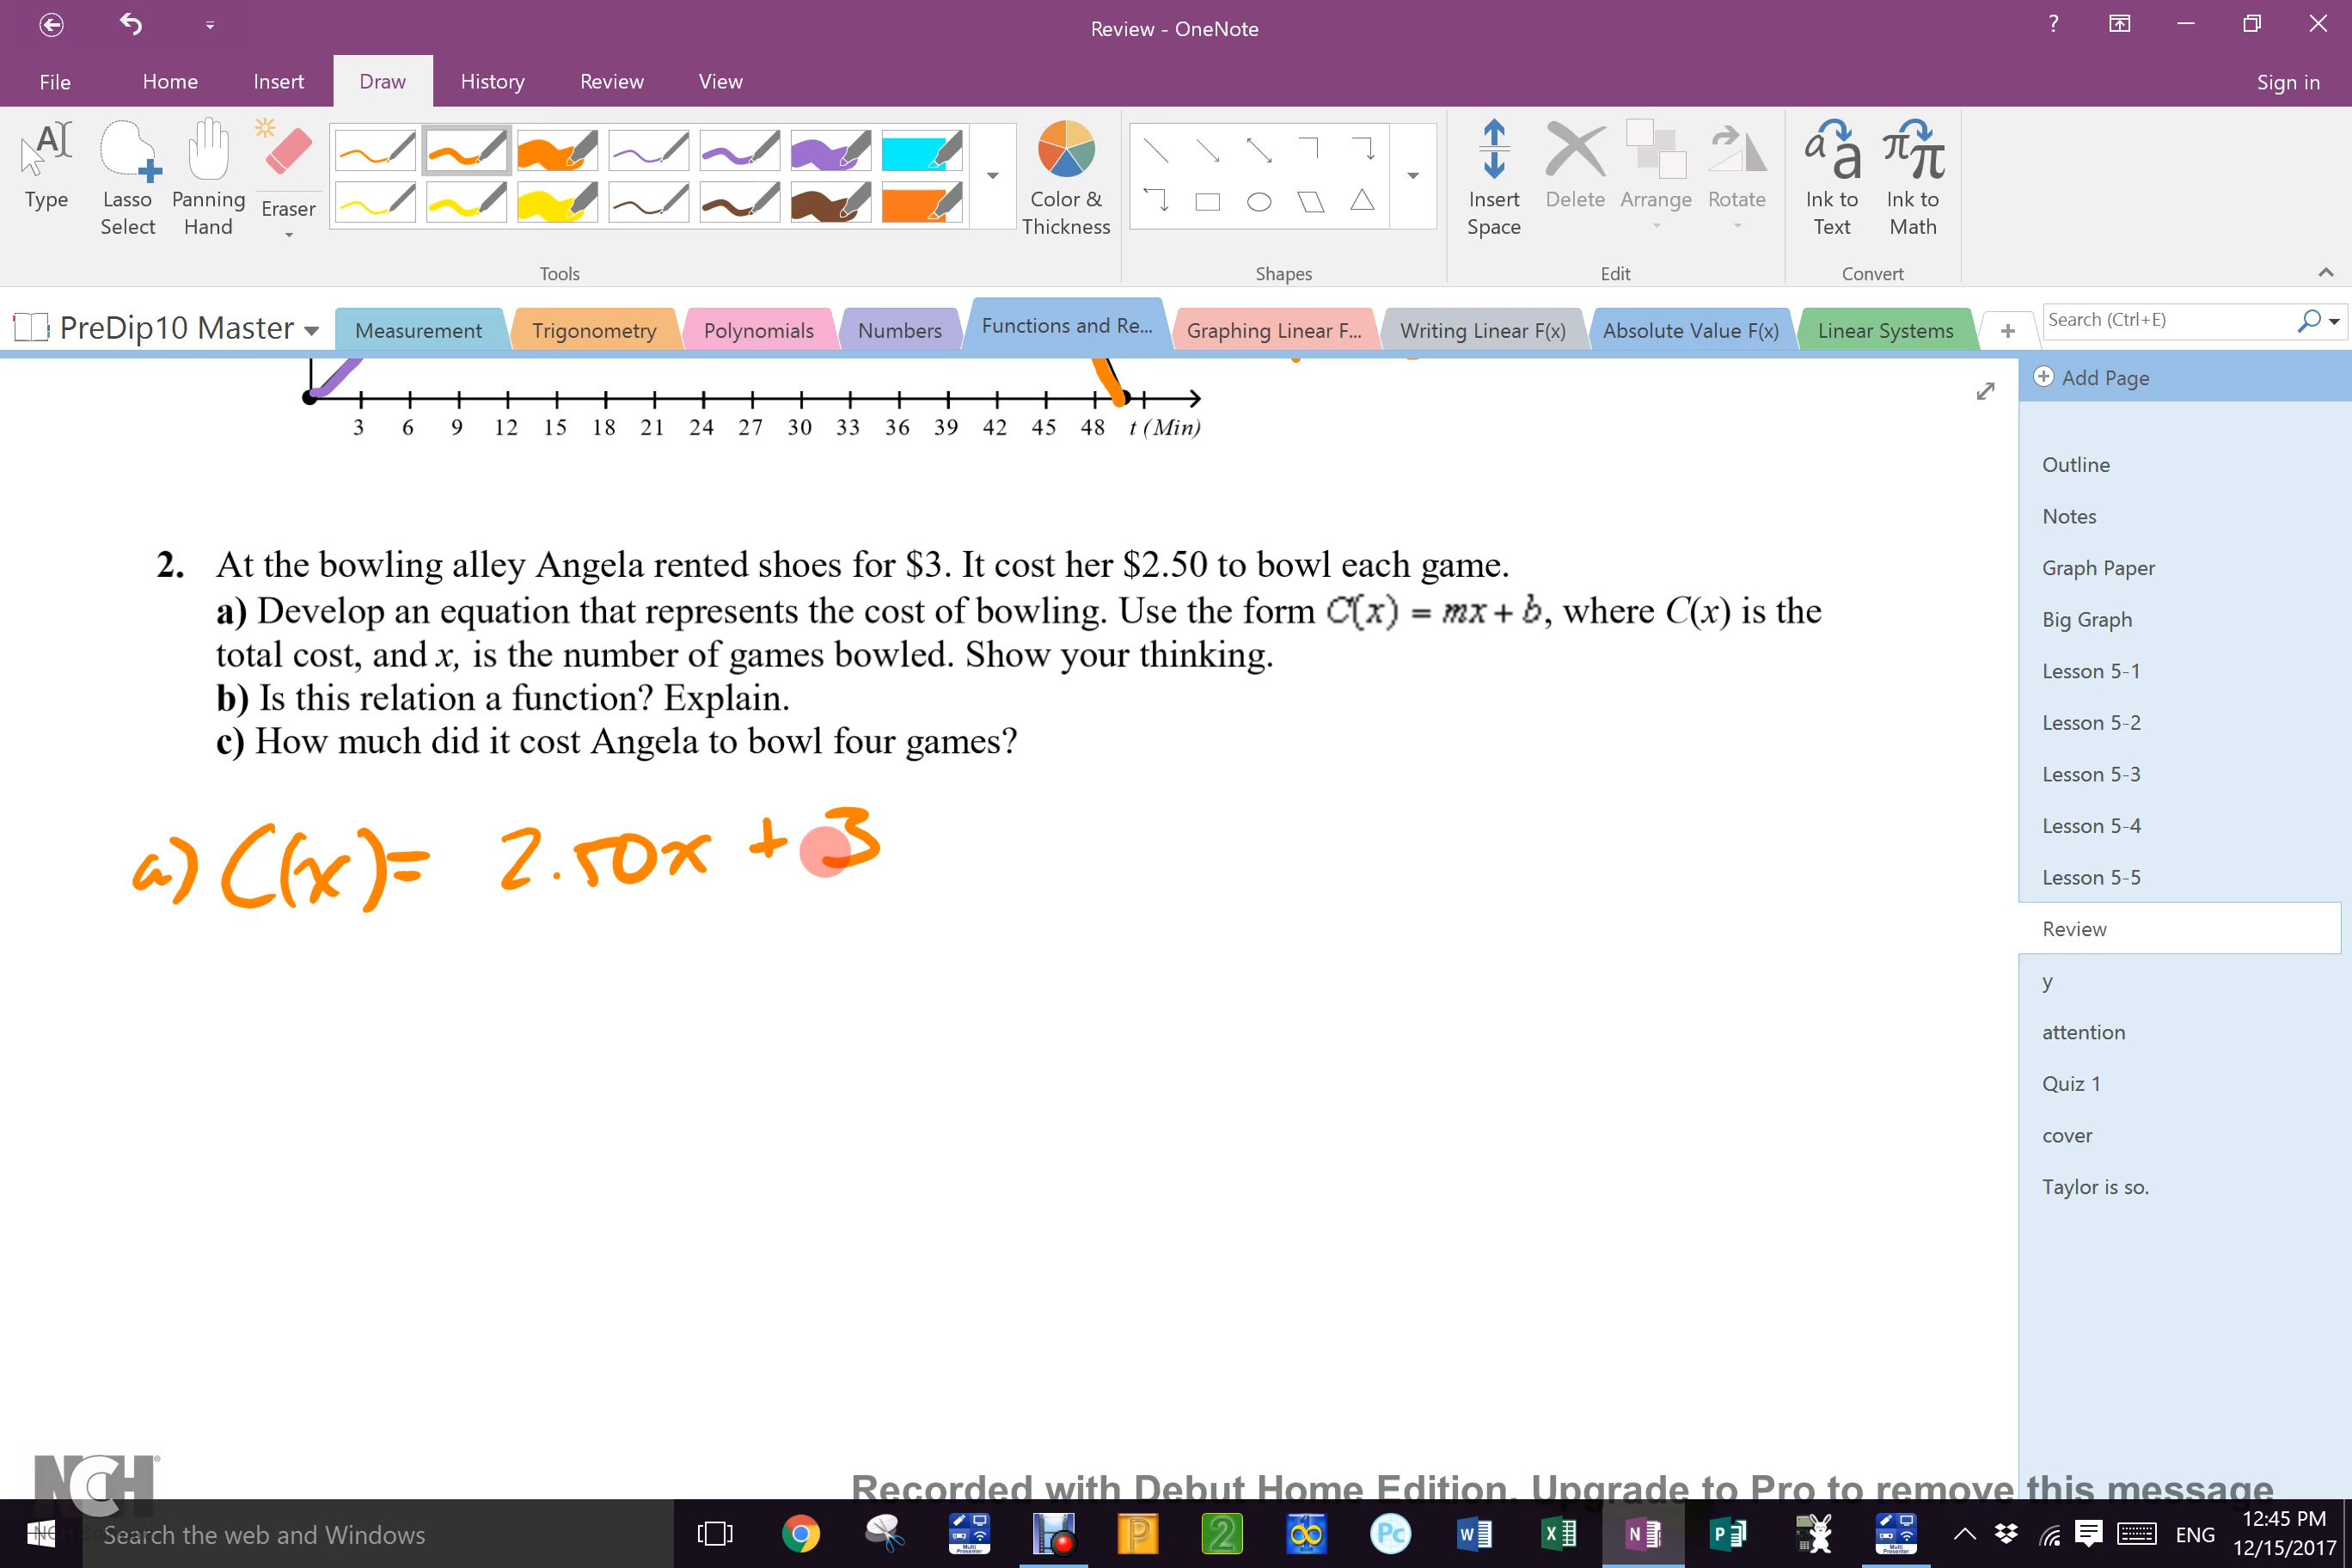 Review - OneNote
?
File Home Insert Draw History Review View Sign in
Type
Lasso Select
Panning Hand
Eraser
Color & Thickness
Insert Space
Delete
Arrange
Rotate
Ink to Text
Ink to Math
Tools Shapes Edit Convert
PreDip10 Master Measurement Trigonometry Polynomials Numbers Functions and Re... Graphing Linear F... Writing Linear F(x) Absolute Value F(x) Linear Systems + Search (Ctrl+E)
3 6 9 12 15 18 21 24 27 30 33 36 39 42 45 48 t (Min)
2. At the bowling alley Angela rented shoes for $3. It cost her $2.50 to bowl each game.
a) Develop an equation that represents the cost of bowling. Use the form C(x) = mx + b, where C(x) is the
total cost, and x, is the number of games bowled. Show your thinking.
b) Is this relation a function? Explain.
c) How much did it cost Angela to bowl four games?
a) C(x) = 2.50x + 3
Add Page
Outline
Notes
Graph Paper
Big Graph
Lesson 5-1
Lesson 5-2
Lesson 5-3
Lesson 5-4
Lesson 5-5
Review
y
attention
Quiz 1
cover
Taylor is so.
NCH
Recorded with Debut Home Edition. Upgrade to Pro to remove this message
Search the web and Windows
ENG
12:45 PM
12/15/2017